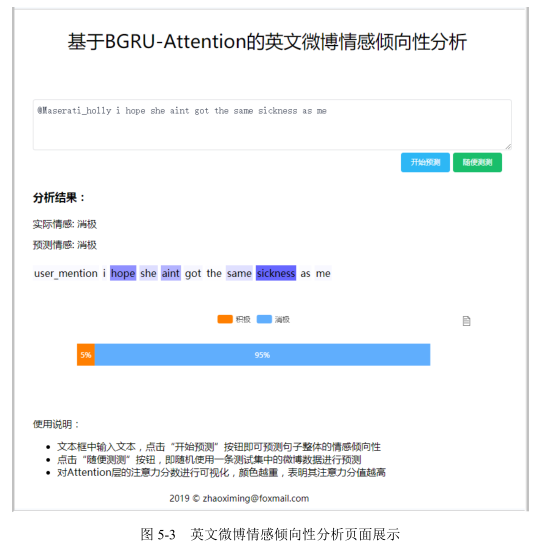 基于BGRU-Attention的英文微博情感倾向性分析
@Maserati_holly i hope she aint got the same sickness as me
开始预测 随便测测
分析结果：
实际情感: 消极
预测情感: 消极
user_mention i hope she aint got the same sickness as me
积极 消极
5% 95%
使用说明：
• 文本框中输入文本，点击“开始预测”按钮即可预测句子整体的情感倾向性
• 点击“随便测测”按钮，即随机使用一条测试集中的微博数据进行预测
• 对Attention层的注意力分数进行可视化，颜色越重，表明其注意力分值越高
2019 © zhaoximing@foxmail.com
图 5-3 英文微博情感倾向性分析页面展示